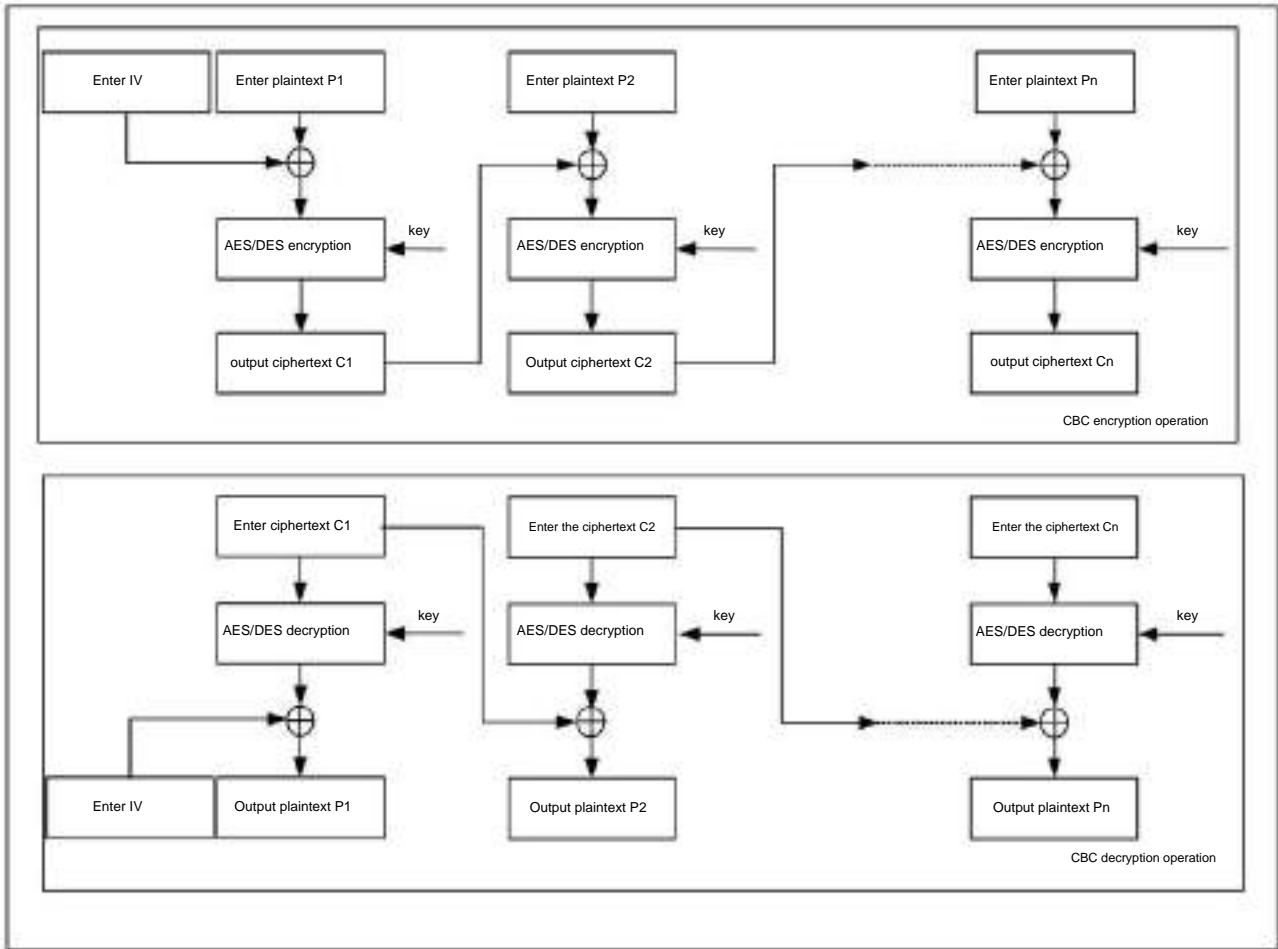 Enter IV
Enter plaintext P1
Enter plaintext P2
Enter plaintext Pn
AES/DES encryption
key
AES/DES encryption
key
AES/DES encryption
key
output ciphertext C1
Output ciphertext C2
output ciphertext Cn
CBC encryption operation
Enter ciphertext C1
Enter the ciphertext C2
Enter the ciphertext Cn
AES/DES decryption
key
AES/DES decryption
key
AES/DES decryption
key
Enter IV
Output plaintext P1
Output plaintext P2
Output plaintext Pn
CBC decryption operation